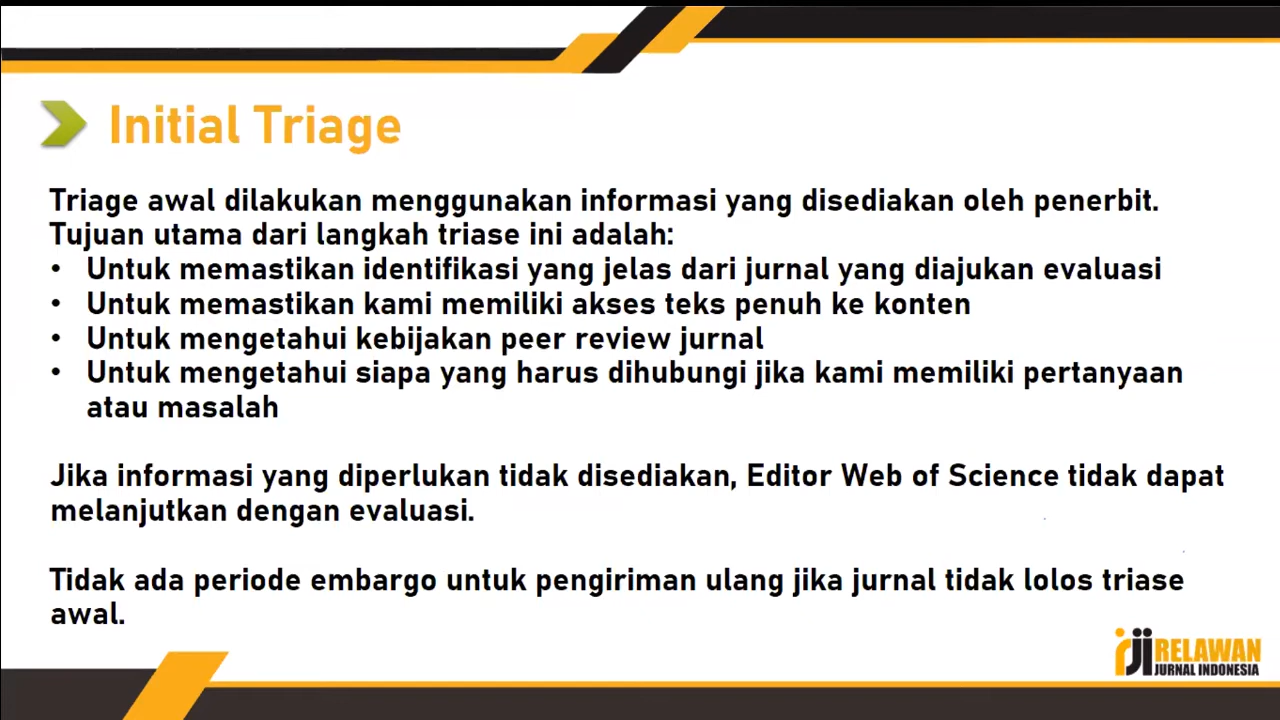 Initial Triage
Triage awal dilakukan menggunakan informasi yang disediakan oleh penerbit.
Tujuan utama dari langkah triase ini adalah:
• Untuk memastikan identifikasi yang jelas dari jurnal yang diajukan evaluasi
• Untuk memastikan kami memiliki akses teks penuh ke konten
• Untuk mengetahui kebijakan peer review jurnal
• Untuk mengetahui siapa yang harus dihubungi jika kami memiliki pertanyaan
atau masalah
Jika informasi yang diperlukan tidak disediakan, Editor Web of Science tidak dapat
melanjutkan dengan evaluasi.
Tidak ada periode embargo untuk pengiriman ulang jika jurnal tidak lolos triase
awal.
rji RELAWAN
JURNAL INDONESIA